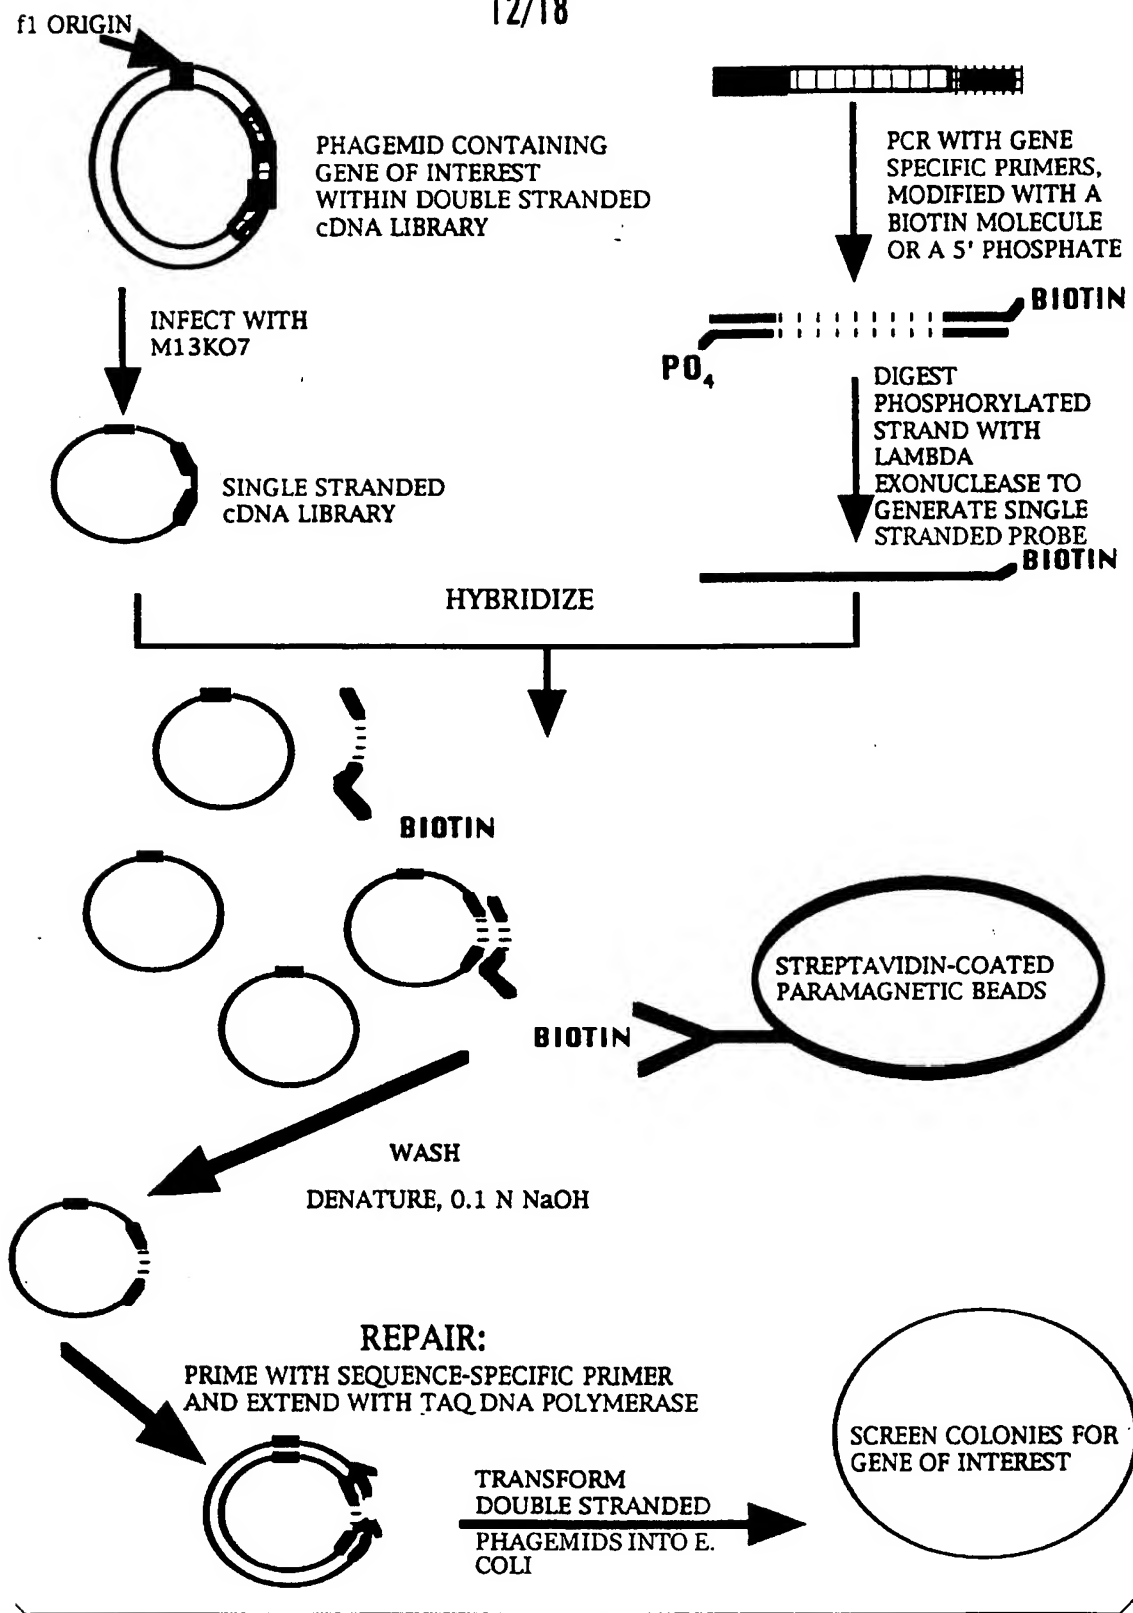 12/18
f1 ORIGIN
PHAGEMID CONTAINING
GENE OF INTEREST
WITHIN DOUBLE STRANDED
cDNA LIBRARY
INFECT WITH
M13KO7
SINGLE STRANDED
cDNA LIBRARY
PCR WITH GENE
SPECIFIC PRIMERS,
MODIFIED WITH A
BIOTIN MOLECULE
OR A 5' PHOSPHATE
BIOTIN
PO4
DIGEST
PHOSPHORYLATED
STRAND WITH
LAMBDA
EXONUCLEASE TO
GENERATE SINGLE
STRANDED PROBE
BIOTIN
HYBRIDIZE
BIOTIN
STREPTAVIDIN-COATED
PARAMAGNETIC BEADS
BIOTIN
WASH
DENATURE, 0.1 N NaOH
REPAIR:
PRIME WITH SEQUENCE-SPECIFIC PRIMER
AND EXTEND WITH TAQ DNA POLYMERASE
TRANSFORM
DOUBLE STRANDED
PHAGEMIDS INTO E.
COLI
SCREEN COLONIES FOR
GENE OF INTEREST